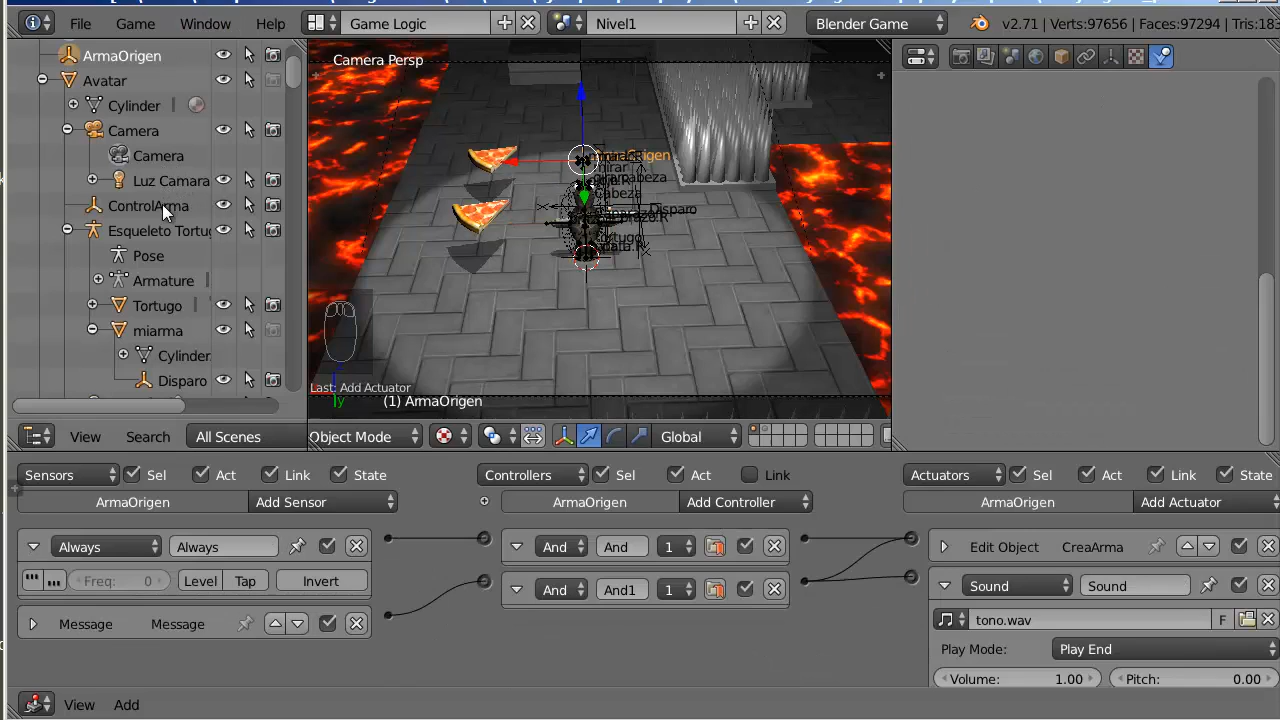 File Game Window Help Game Logic Nivel1 Blender Game v2.71 | Verts:97656 | Faces:97294 | Tris:18
ArmaOrigen
Avatar
Cylinder
Camera
Camera
Luz Camara
ControlArma
Esqueleto Tortug
Pose
Armature
Tortugo
miarma
Cylinder
Disparo
View Search All Scenes
Camera Persp
ArmaOrigen
Cabeza
Disparo
Last: Add Actuator
(1) ArmaOrigen
y
Object Mode Global
Sensors Sel Act Link State
ArmaOrigen Add Sensor
Always Always
Freq: 0 Level Tap Invert
Message Message
Controllers Sel Act Link
ArmaOrigen Add Controller
And And 1
And And1 1
Actuators Sel Act Link State
ArmaOrigen Add Actuator
Edit Object CreaArma
Sound Sound
tono.wav F
Play Mode: Play End
Volume: 1.00 Pitch: 0.00
View Add